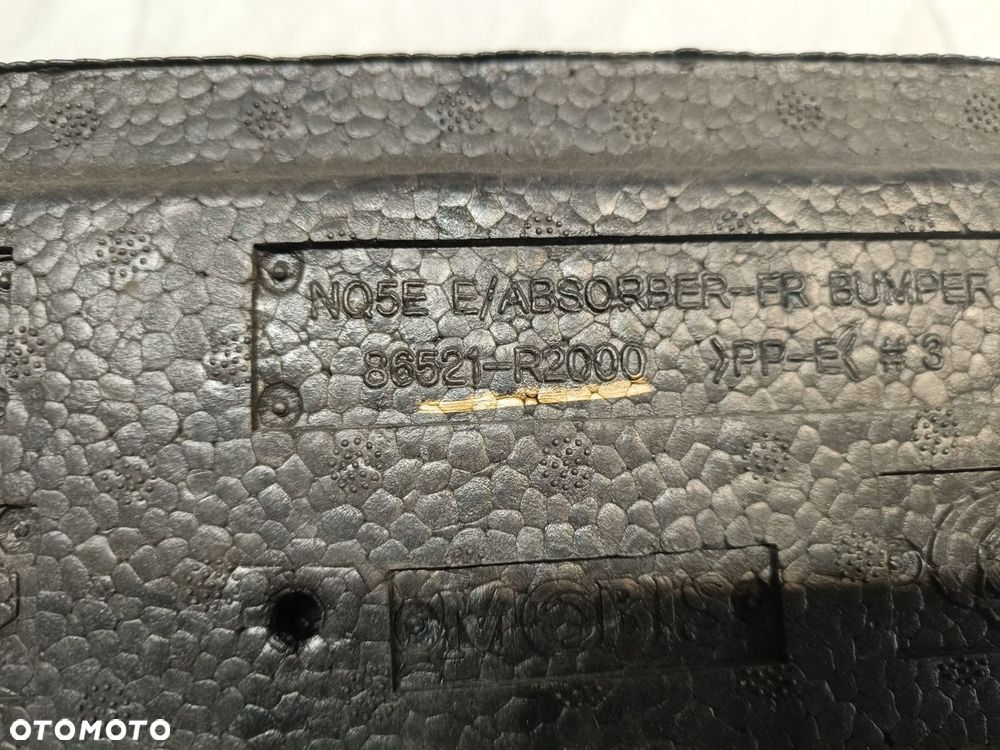 NQ5E E/ABSORBER-FR BUMPER
86521-R2000 >PP-E< #3
MOBIS
OTOMOTO